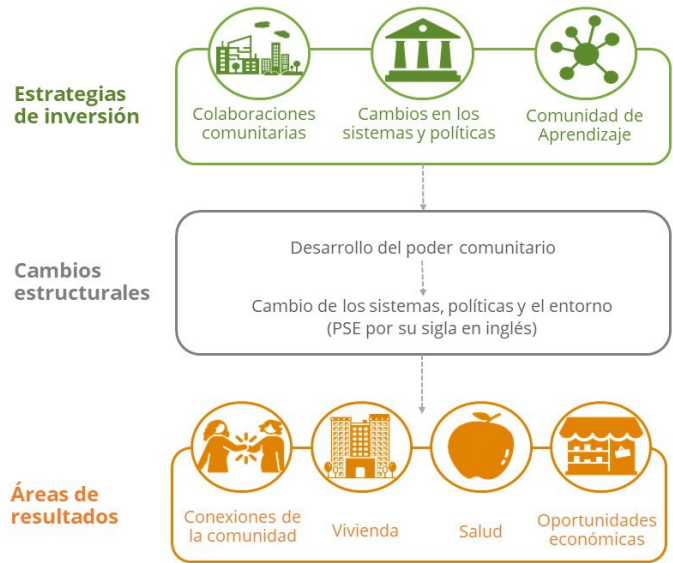 Estrategias
de inversión
Colaboraciones
comunitarias
Cambios en los
sistemas y políticas
Comunidad de
Aprendizaje
Cambios
estructurales
Desarrollo del poder comunitario
Cambio de los sistemas, políticas y el entorno
(PSE por su sigla en inglés)
Áreas de
resultados
Conexiones de
la comunidad
Vivienda
Salud
Oportunidades
económicas